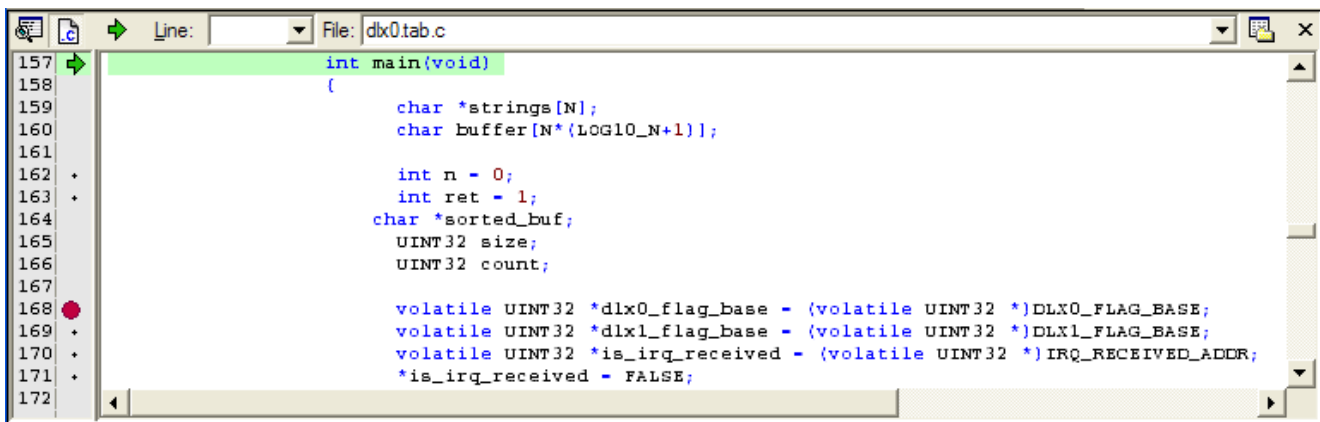 .c Line: File: dlx0.tab.c
157 int main(void)
158 {
159 char *strings[N];
160 char buffer[N*(LOG10_N+1)];
161
162 int n = 0;
163 int ret = 1;
164 char *sorted_buf;
165 UINT32 size;
166 UINT32 count;
167
168 volatile UINT32 *dlx0_flag_base = (volatile UINT32 *)DLX0_FLAG_BASE;
169 volatile UINT32 *dlx1_flag_base = (volatile UINT32 *)DLX1_FLAG_BASE;
170 volatile UINT32 *is_irq_received = (volatile UINT32 *)IRQ_RECEIVED_ADDR;
171 *is_irq_received = FALSE;
172